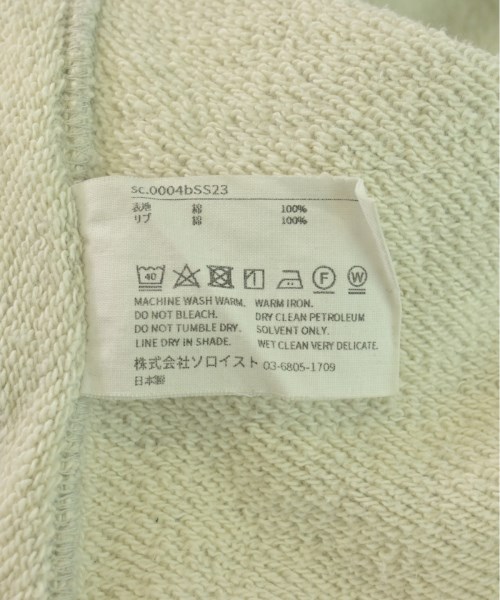 sc.0004bSS23
表地 綿 100%
リブ 綿 100%
40 F W
MACHINE WASH WARM. WARM IRON.
DO NOT BLEACH. DRY CLEAN PETROLEUM
DO NOT TUMBLE DRY. SOLVENT ONLY.
LINE DRY IN SHADE. WET CLEAN VERY DELICATE.
株式会社ソロイスト 03-6805-1709
日本製